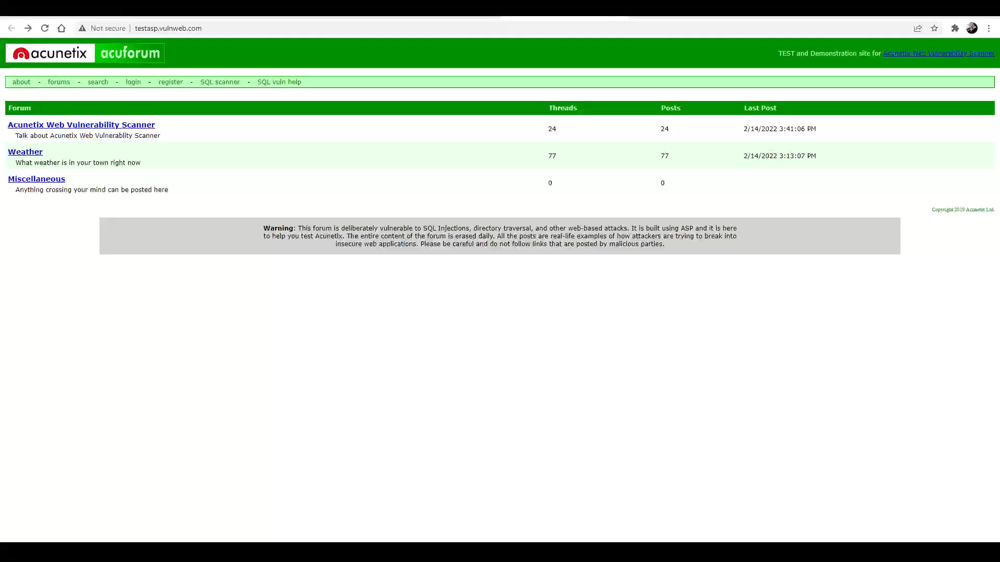 Not secure | testasp.vulnweb.com
acunetix acuforum
TEST and Demonstration site for Acunetix Web Vulnerability Scanner
about - forums - search - login - register - SQL scanner - SQL vuln help
Forum Threads Posts Last Post
Acunetix Web Vulnerability Scanner
Talk about Acunetix Web Vulnerablity Scanner
24 24 2/14/2022 3:41:06 PM
Weather
What weather is in your town right now
77 77 2/14/2022 3:13:07 PM
Miscellaneous
Anything crossing your mind can be posted here
0 0
Copyright 2019 Acunetix Ltd.
Warning: This forum is deliberately vulnerable to SQL Injections, directory traversal, and other web-based attacks. It is built using ASP and it is here
to help you test Acunetix. The entire content of the forum is erased daily. All the posts are real-life examples of how attackers are trying to break into
insecure web applications. Please be careful and do not follow links that are posted by malicious parties.